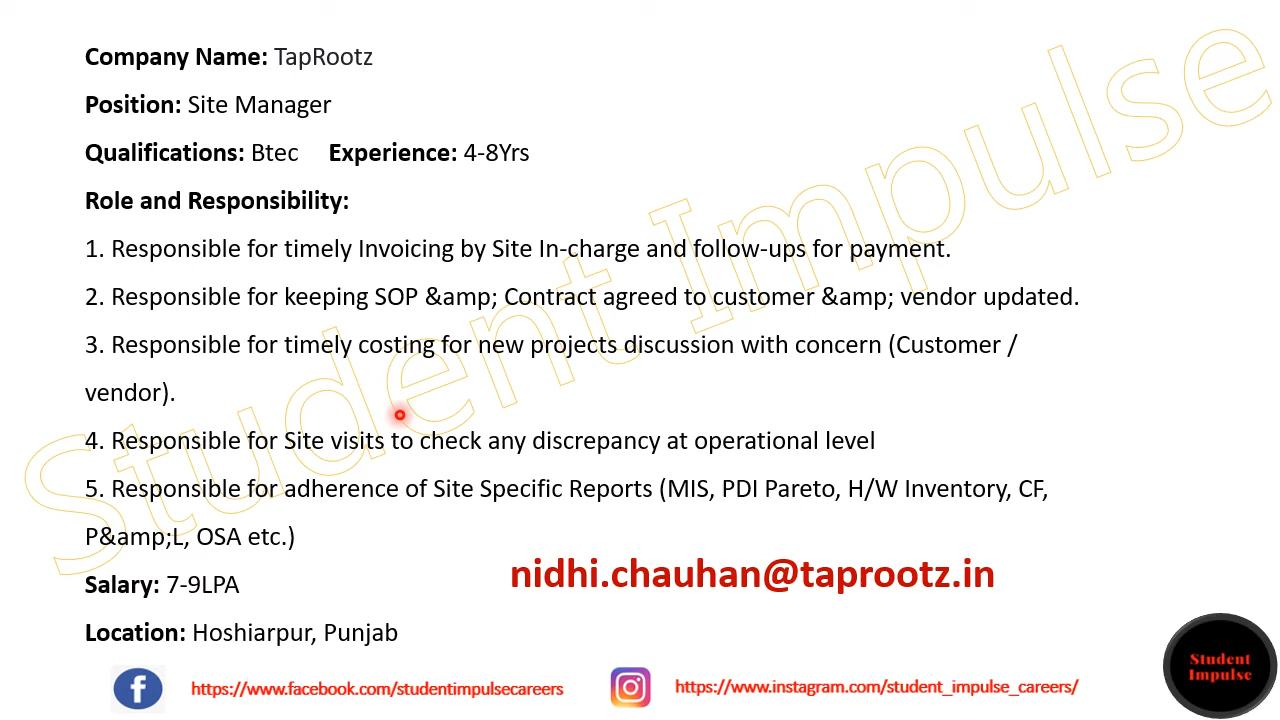 Company Name: TapRootz
Position: Site Manager
Qualifications: Btec Experience: 4-8Yrs
Role and Responsibility:
1. Responsible for timely Invoicing by Site In-charge and follow-ups for payment.
2. Responsible for keeping SOP &amp; Contract agreed to customer &amp; vendor updated.
3. Responsible for timely costing for new projects discussion with concern (Customer /
vendor).
4. Responsible for Site visits to check any discrepancy at operational level
5. Responsible for adherence of Site Specific Reports (MIS, PDI Pareto, H/W Inventory, CF,
P&amp;L, OSA etc.)
nidhi.chauhan@taprootz.in
Salary: 7-9LPA
Location: Hoshiarpur, Punjab
https://www.facebook.com/studentimpulsecareers
https://www.instagram.com/student_impulse_careers/
Student
Impulse
Student Impulse